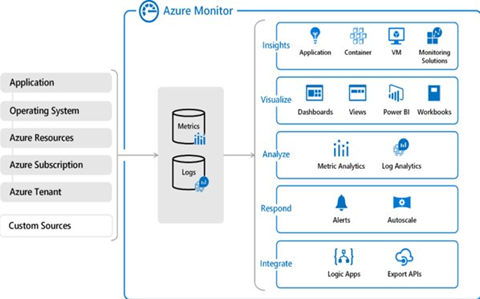 Azure Monitor
Application
Operating System
Azure Resources
Azure Subscription
Azure Tenant
Custom Sources
Metrics
Logs
Insights
Application
Container
VM
Monitoring
Solutions
Visualize
Dashboards
Views
Power BI
Workbooks
Analyze
Metric Analytics
Log Analytics
Respond
Alerts
Autoscale
Integrate
Logic Apps
Export APIs